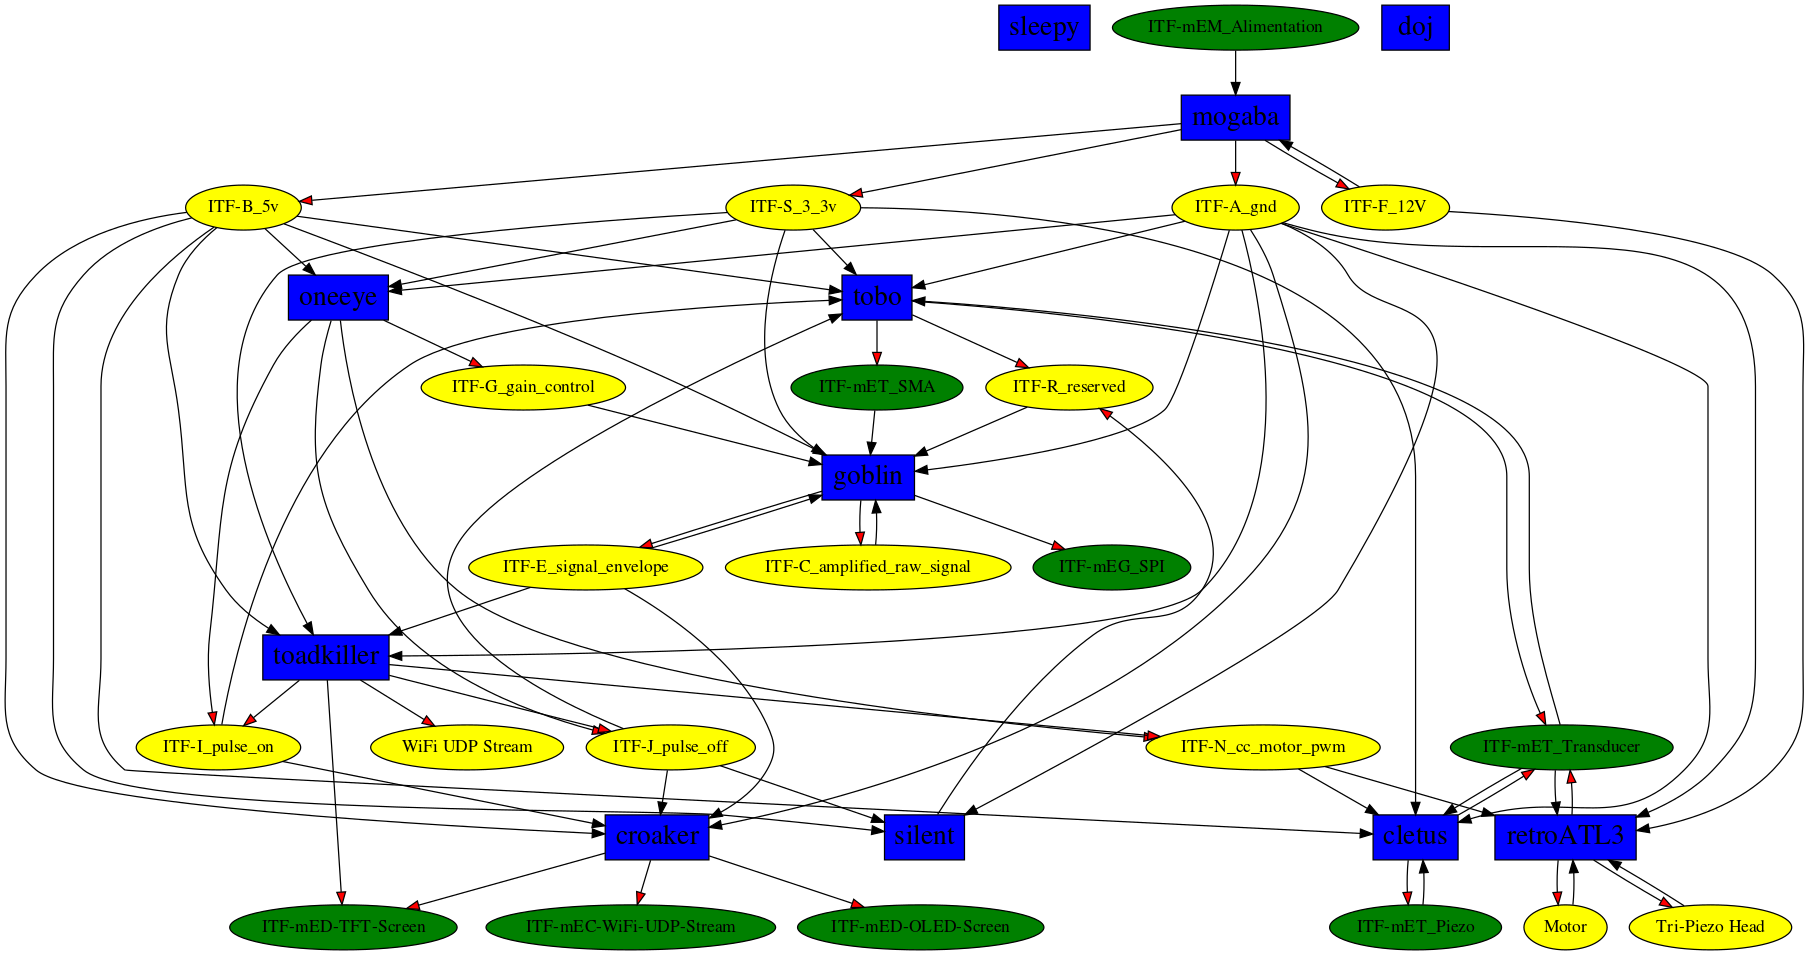 sleepy
ITF-mEM_Alimentation
doj
mogaba
ITF-B_5v
ITF-S_3_3v
ITF-A_gnd
ITF-F_12V
oneeye
tobo
ITF-G_gain_control
ITF-mET_SMA
ITF-R_reserved
goblin
ITF-E_signal_envelope
ITF-C_amplified_raw_signal
ITF-mEG_SPI
toadkiller
ITF-I_pulse_on
WiFi UDP Stream
ITF-J_pulse_off
ITF-N_cc_motor_pwm
ITF-mET_Transducer
croaker
silent
cletus
retroATL3
ITF-mED-TFT-Screen
ITF-mEC-WiFi-UDP-Stream
ITF-mED-OLED-Screen
ITF-mET_Piezo
Motor
Tri-Piezo Head